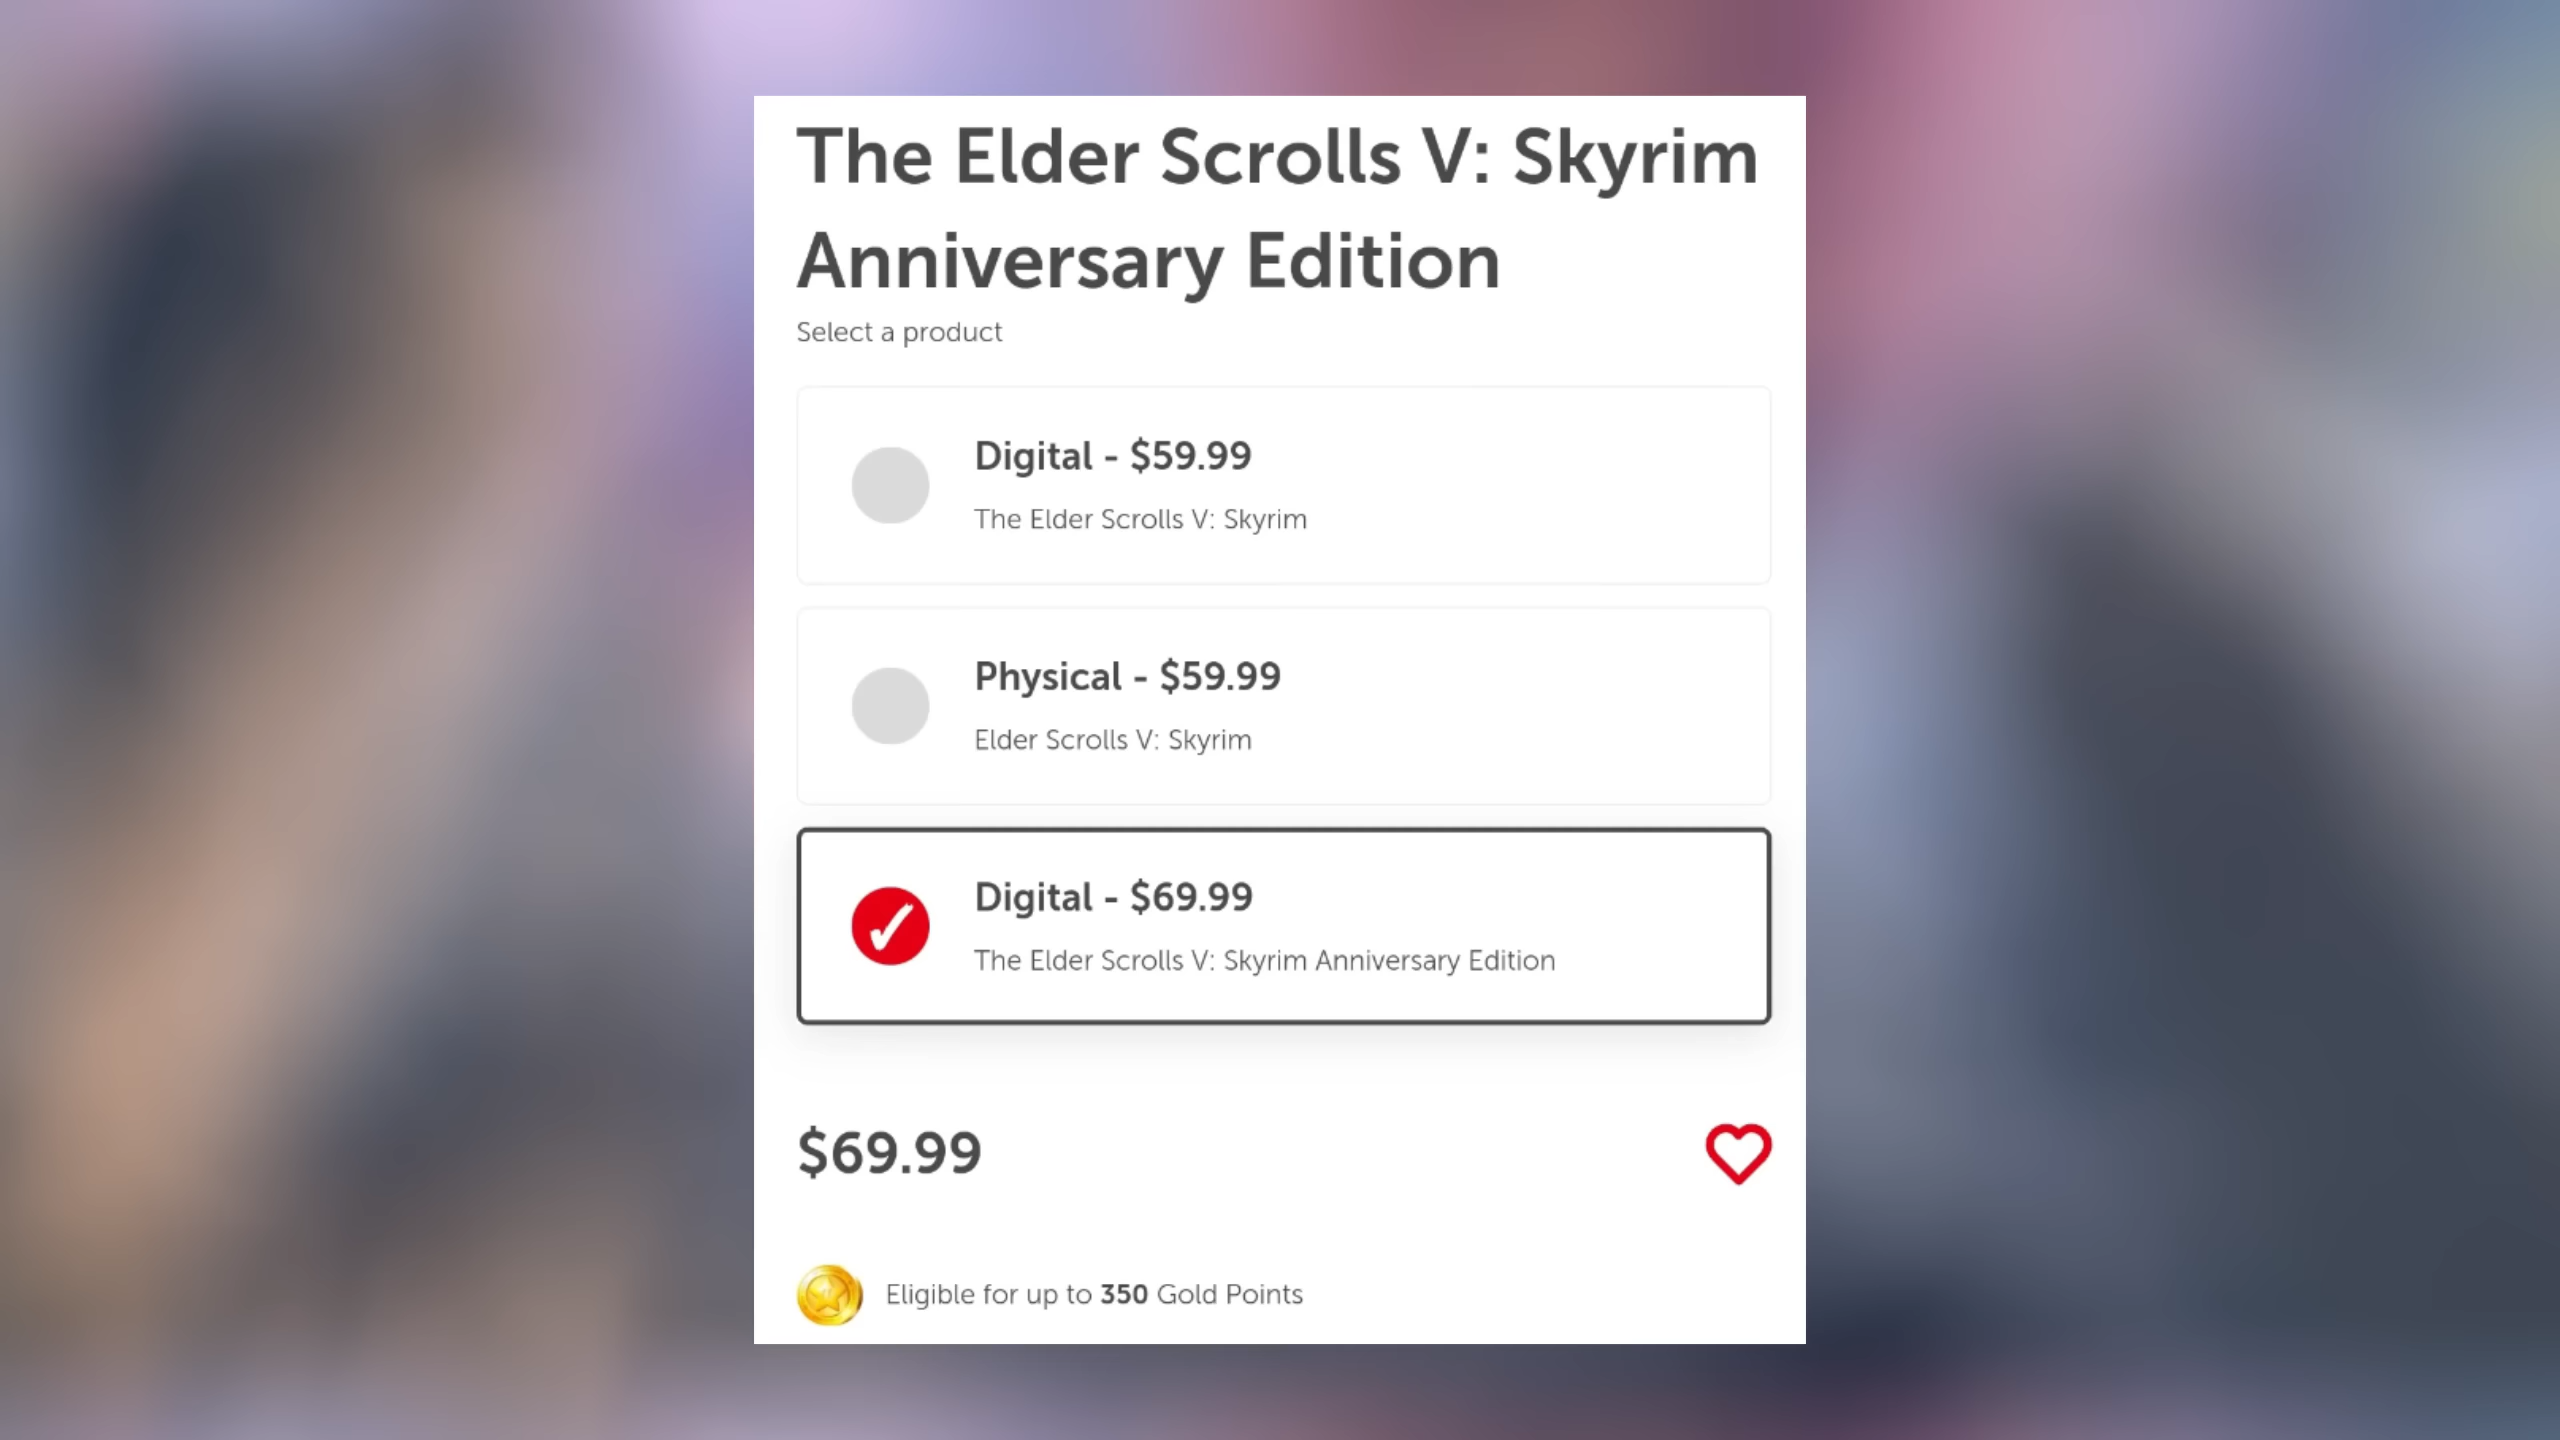 The Elder Scrolls V: Skyrim
Anniversary Edition
Select a product
Digital - $59.99
The Elder Scrolls V: Skyrim
Physical - $59.99
Elder Scrolls V: Skyrim
Digital - $69.99
The Elder Scrolls V: Skyrim Anniversary Edition
$69.99
Eligible for up to 350 Gold Points